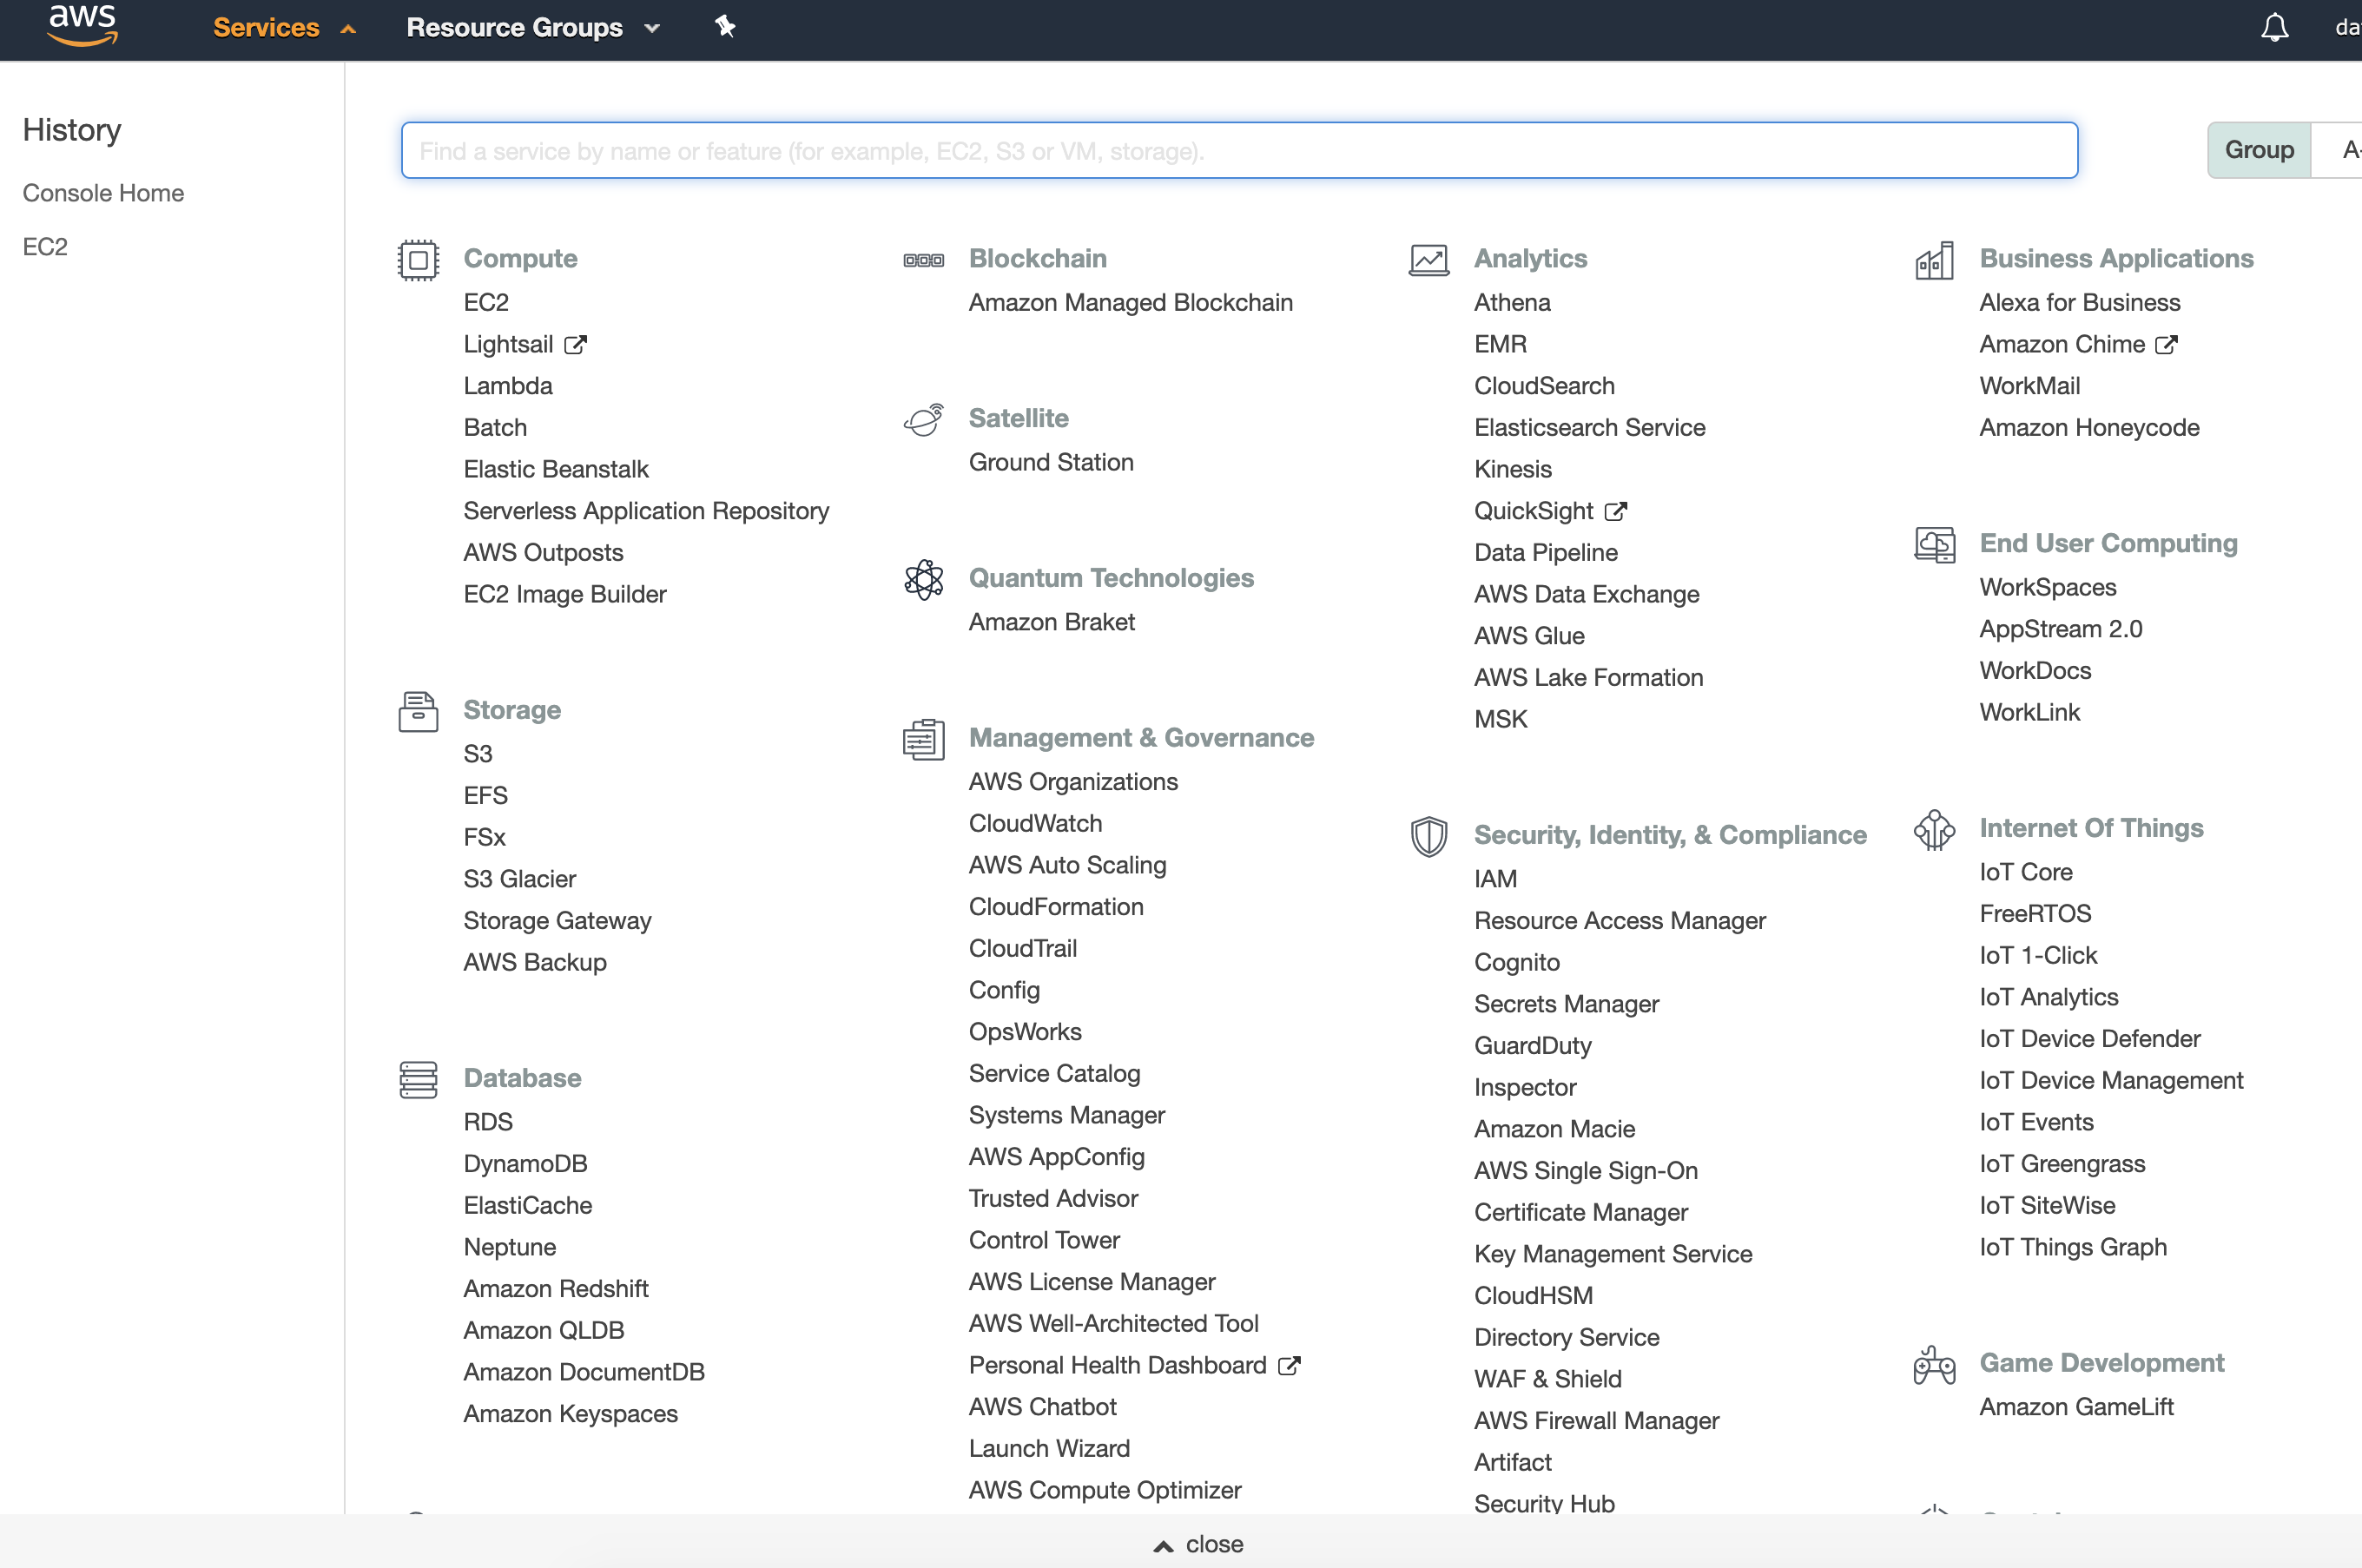 aws
Services
Resource Groups
History
Console Home
EC2
Find a service by name or feature (for example, EC2, S3 or VM, storage).
Group
Compute
EC2
Lightsail
Lambda
Batch
Elastic Beanstalk
Serverless Application Repository
AWS Outposts
EC2 Image Builder
Storage
S3
EFS
FSx
S3 Glacier
Storage Gateway
AWS Backup
Database
RDS
DynamoDB
ElastiCache
Neptune
Amazon Redshift
Amazon QLDB
Amazon DocumentDB
Amazon Keyspaces
Blockchain
Amazon Managed Blockchain
Satellite
Ground Station
Quantum Technologies
Amazon Braket
Management & Governance
AWS Organizations
CloudWatch
AWS Auto Scaling
CloudFormation
CloudTrail
Config
OpsWorks
Service Catalog
Systems Manager
AWS AppConfig
Trusted Advisor
Control Tower
AWS License Manager
AWS Well-Architected Tool
Personal Health Dashboard
AWS Chatbot
Launch Wizard
AWS Compute Optimizer
Analytics
Athena
EMR
CloudSearch
Elasticsearch Service
Kinesis
QuickSight
Data Pipeline
AWS Data Exchange
AWS Glue
AWS Lake Formation
MSK
Security, Identity, & Compliance
IAM
Resource Access Manager
Cognito
Secrets Manager
GuardDuty
Inspector
Amazon Macie
AWS Single Sign-On
Certificate Manager
Key Management Service
CloudHSM
Directory Service
WAF & Shield
AWS Firewall Manager
Artifact
Security Hub
Business Applications
Alexa for Business
Amazon Chime
WorkMail
Amazon Honeycode
End User Computing
WorkSpaces
AppStream 2.0
WorkDocs
WorkLink
Internet Of Things
IoT Core
FreeRTOS
IoT 1-Click
IoT Analytics
IoT Device Defender
IoT Device Management
IoT Events
IoT Greengrass
IoT SiteWise
IoT Things Graph
Game Development
Amazon GameLift
close